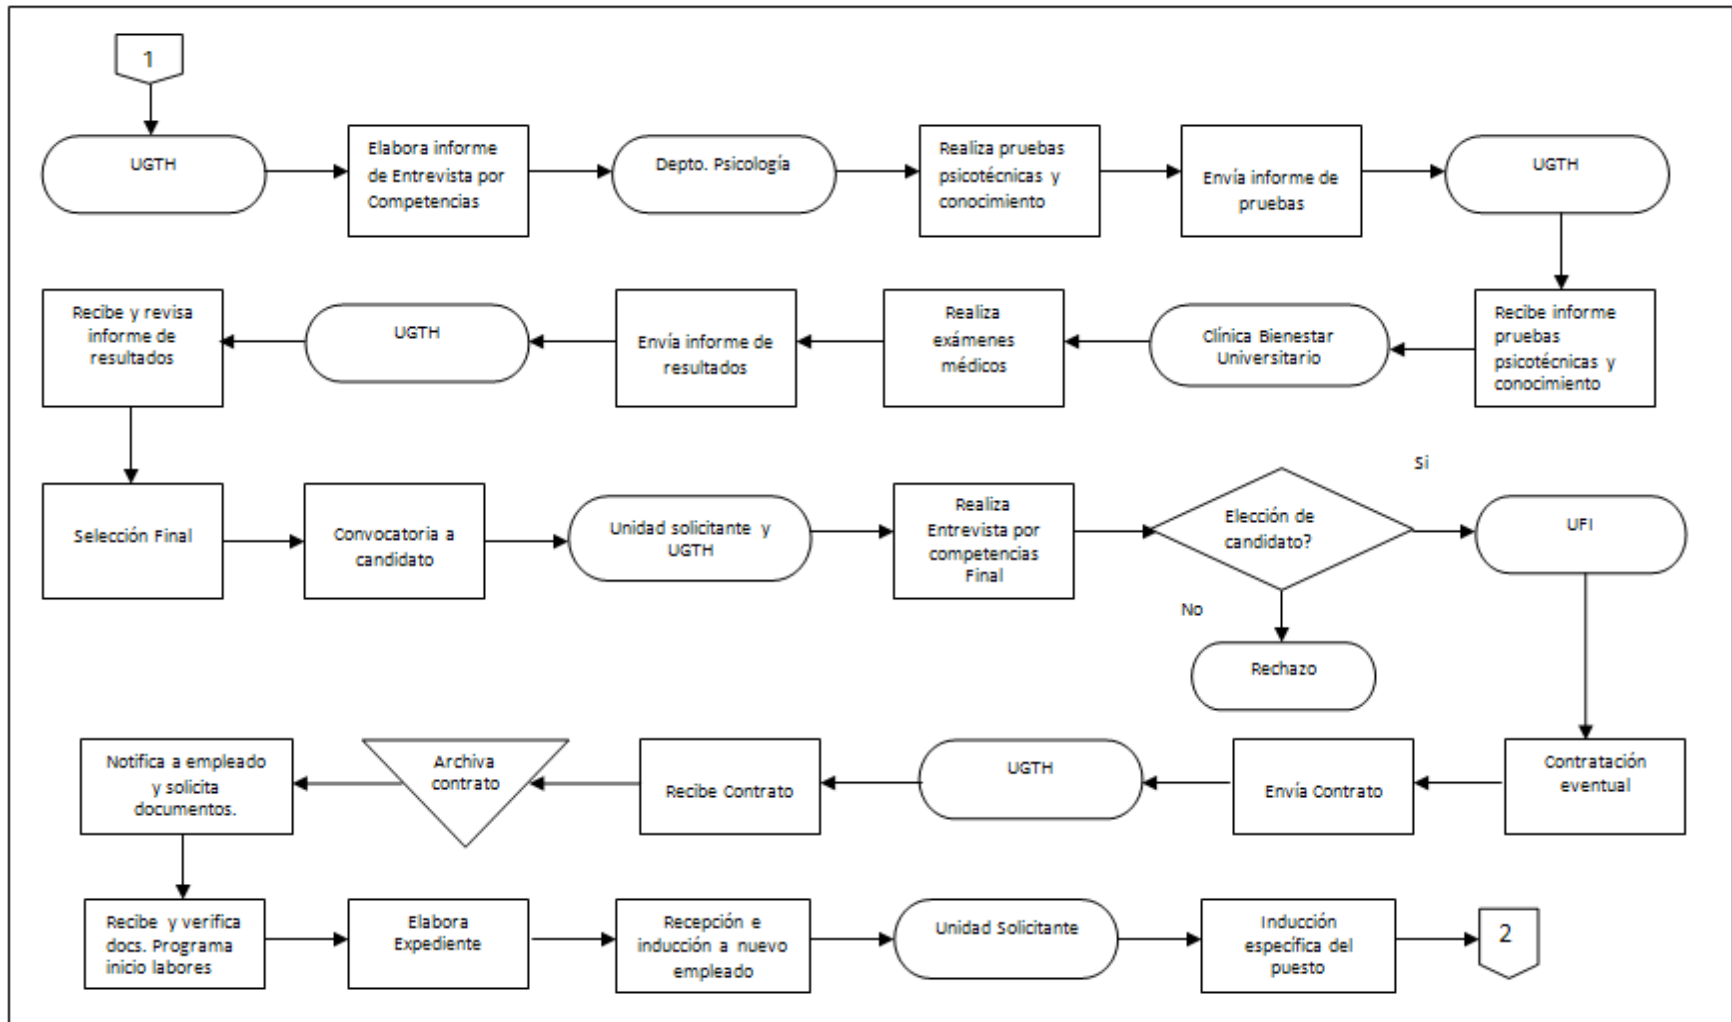 1
UGTH
Elabora informe
de Entrevista por
Competencias
Depto. Psicología
Realiza pruebas
psicotécnicas y
conocimiento
Envía informe de
pruebas
UGTH
Recibe y revisa
informe de
resultados
UGTH
Envía informe de
resultados
Realiza
exámenes
médicos
Clínica Bienestar
Universitario
Recibe informe
pruebas
psicotécnicas y
conocimiento
Selección Final
Convocatoria a
candidato
Unidad solicitante y
UGTH
Realiza
Entrevista por
competencias
Final
Elección de
candidato?
Si
UFI
No
Rechazo
Notifica a empleado
y solicita
documentos.
Archiva
contrato
Recibe Contrato
UGTH
Envía Contrato
Contratación
eventual
Recibe y verifica
docs. Programa
inicio labores
Elabora
Expediente
Recepción e
inducción a nuevo
empleado
Unidad Solicitante
Inducción
específica del
puesto
2